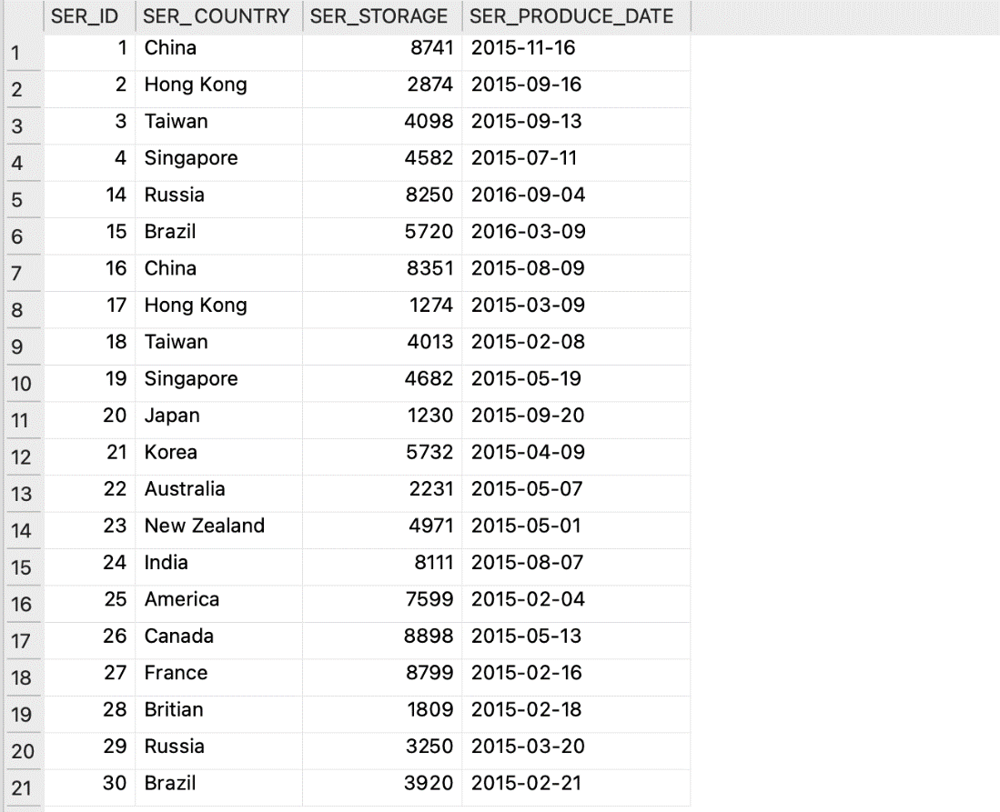 SER_ID SER_COUNTRY SER_STORAGE SER_PRODUCE_DATE
1 1 China 8741 2015-11-16
2 2 Hong Kong 2874 2015-09-16
3 3 Taiwan 4098 2015-09-13
4 4 Singapore 4582 2015-07-11
5 14 Russia 8250 2016-09-04
6 15 Brazil 5720 2016-03-09
7 16 China 8351 2015-08-09
8 17 Hong Kong 1274 2015-03-09
9 18 Taiwan 4013 2015-02-08
10 19 Singapore 4682 2015-05-19
11 20 Japan 1230 2015-09-20
12 21 Korea 5732 2015-04-09
13 22 Australia 2231 2015-05-07
14 23 New Zealand 4971 2015-05-01
15 24 India 8111 2015-08-07
16 25 America 7599 2015-02-04
17 26 Canada 8898 2015-05-13
18 27 France 8799 2015-02-16
19 28 Britian 1809 2015-02-18
20 29 Russia 3250 2015-03-20
21 30 Brazil 3920 2015-02-21